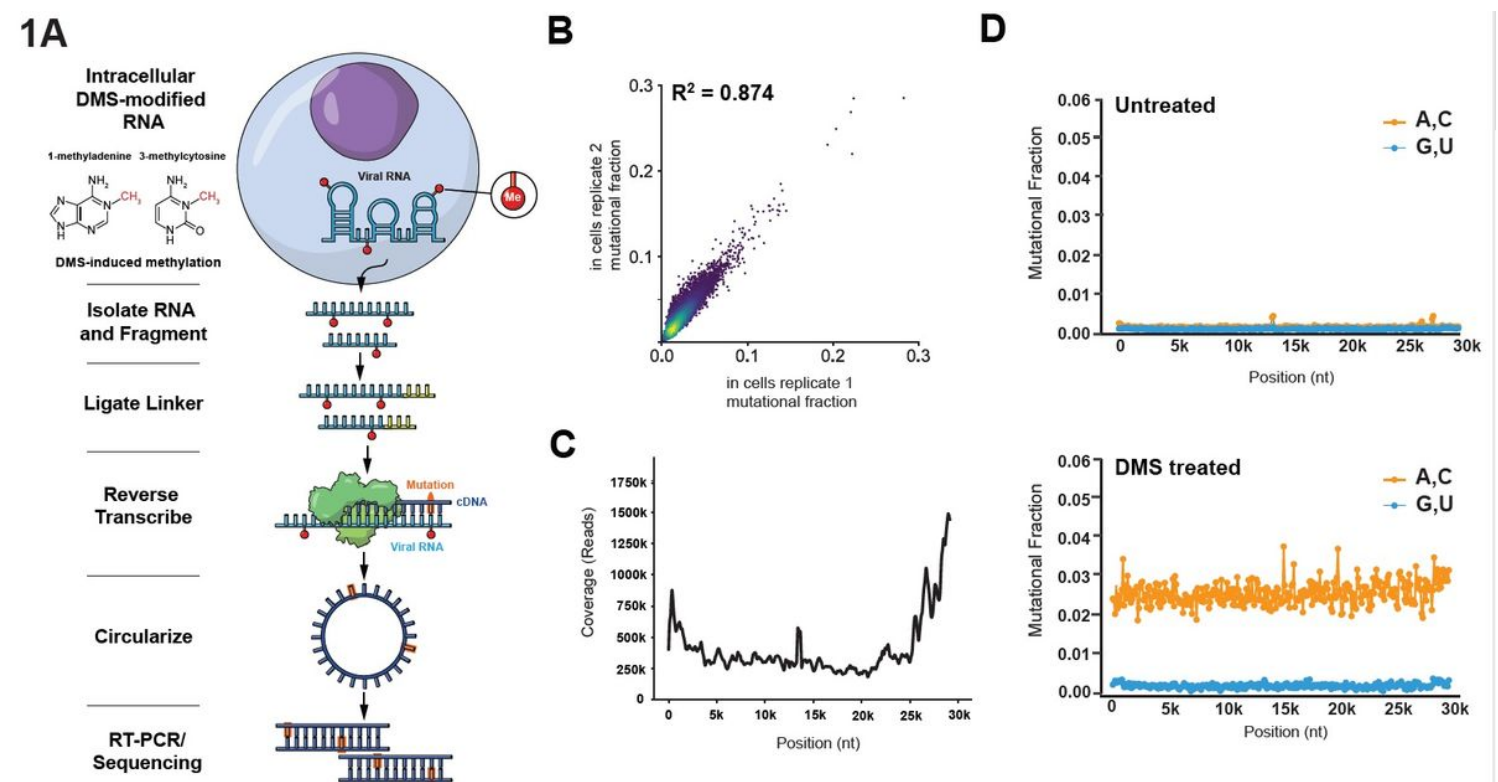 1A
Intracellular
DMS-modified
RNA
1-methyladenine 3-methylcytosine
NH2
N
CH3
N
H
N
NH2
N
CH3
NH
O
DMS-induced methylation
Viral RNA
Me
Isolate RNA
and Fragment
Ligate Linker
Reverse
Transcribe
Mutation
cDNA
Viral RNA
Circularize
RT-PCR/
Sequencing
B
R² = 0.874
in cells replicate 2
mutational fraction
0.3
0.2
0.1
0.0 0.1 0.2 0.3
in cells replicate 1
mutational fraction
C
Coverage (Reads)
1750k
1500k
1250k
1000k
750k
500k
250k
0
0 5k 10k 15k 20k 25k 30k
Position (nt)
D
Untreated
A,C
G,U
Mutational Fraction
0.06
0.05
0.04
0.03
0.02
0.01
0.00
0 5k 10k 15k 20k 25k 30k
Position (nt)
DMS treated
A,C
G,U
Mutational Fraction
0.06
0.05
0.04
0.03
0.02
0.01
0.00
0 5k 10k 15k 20k 25k 30k
Position (nt)